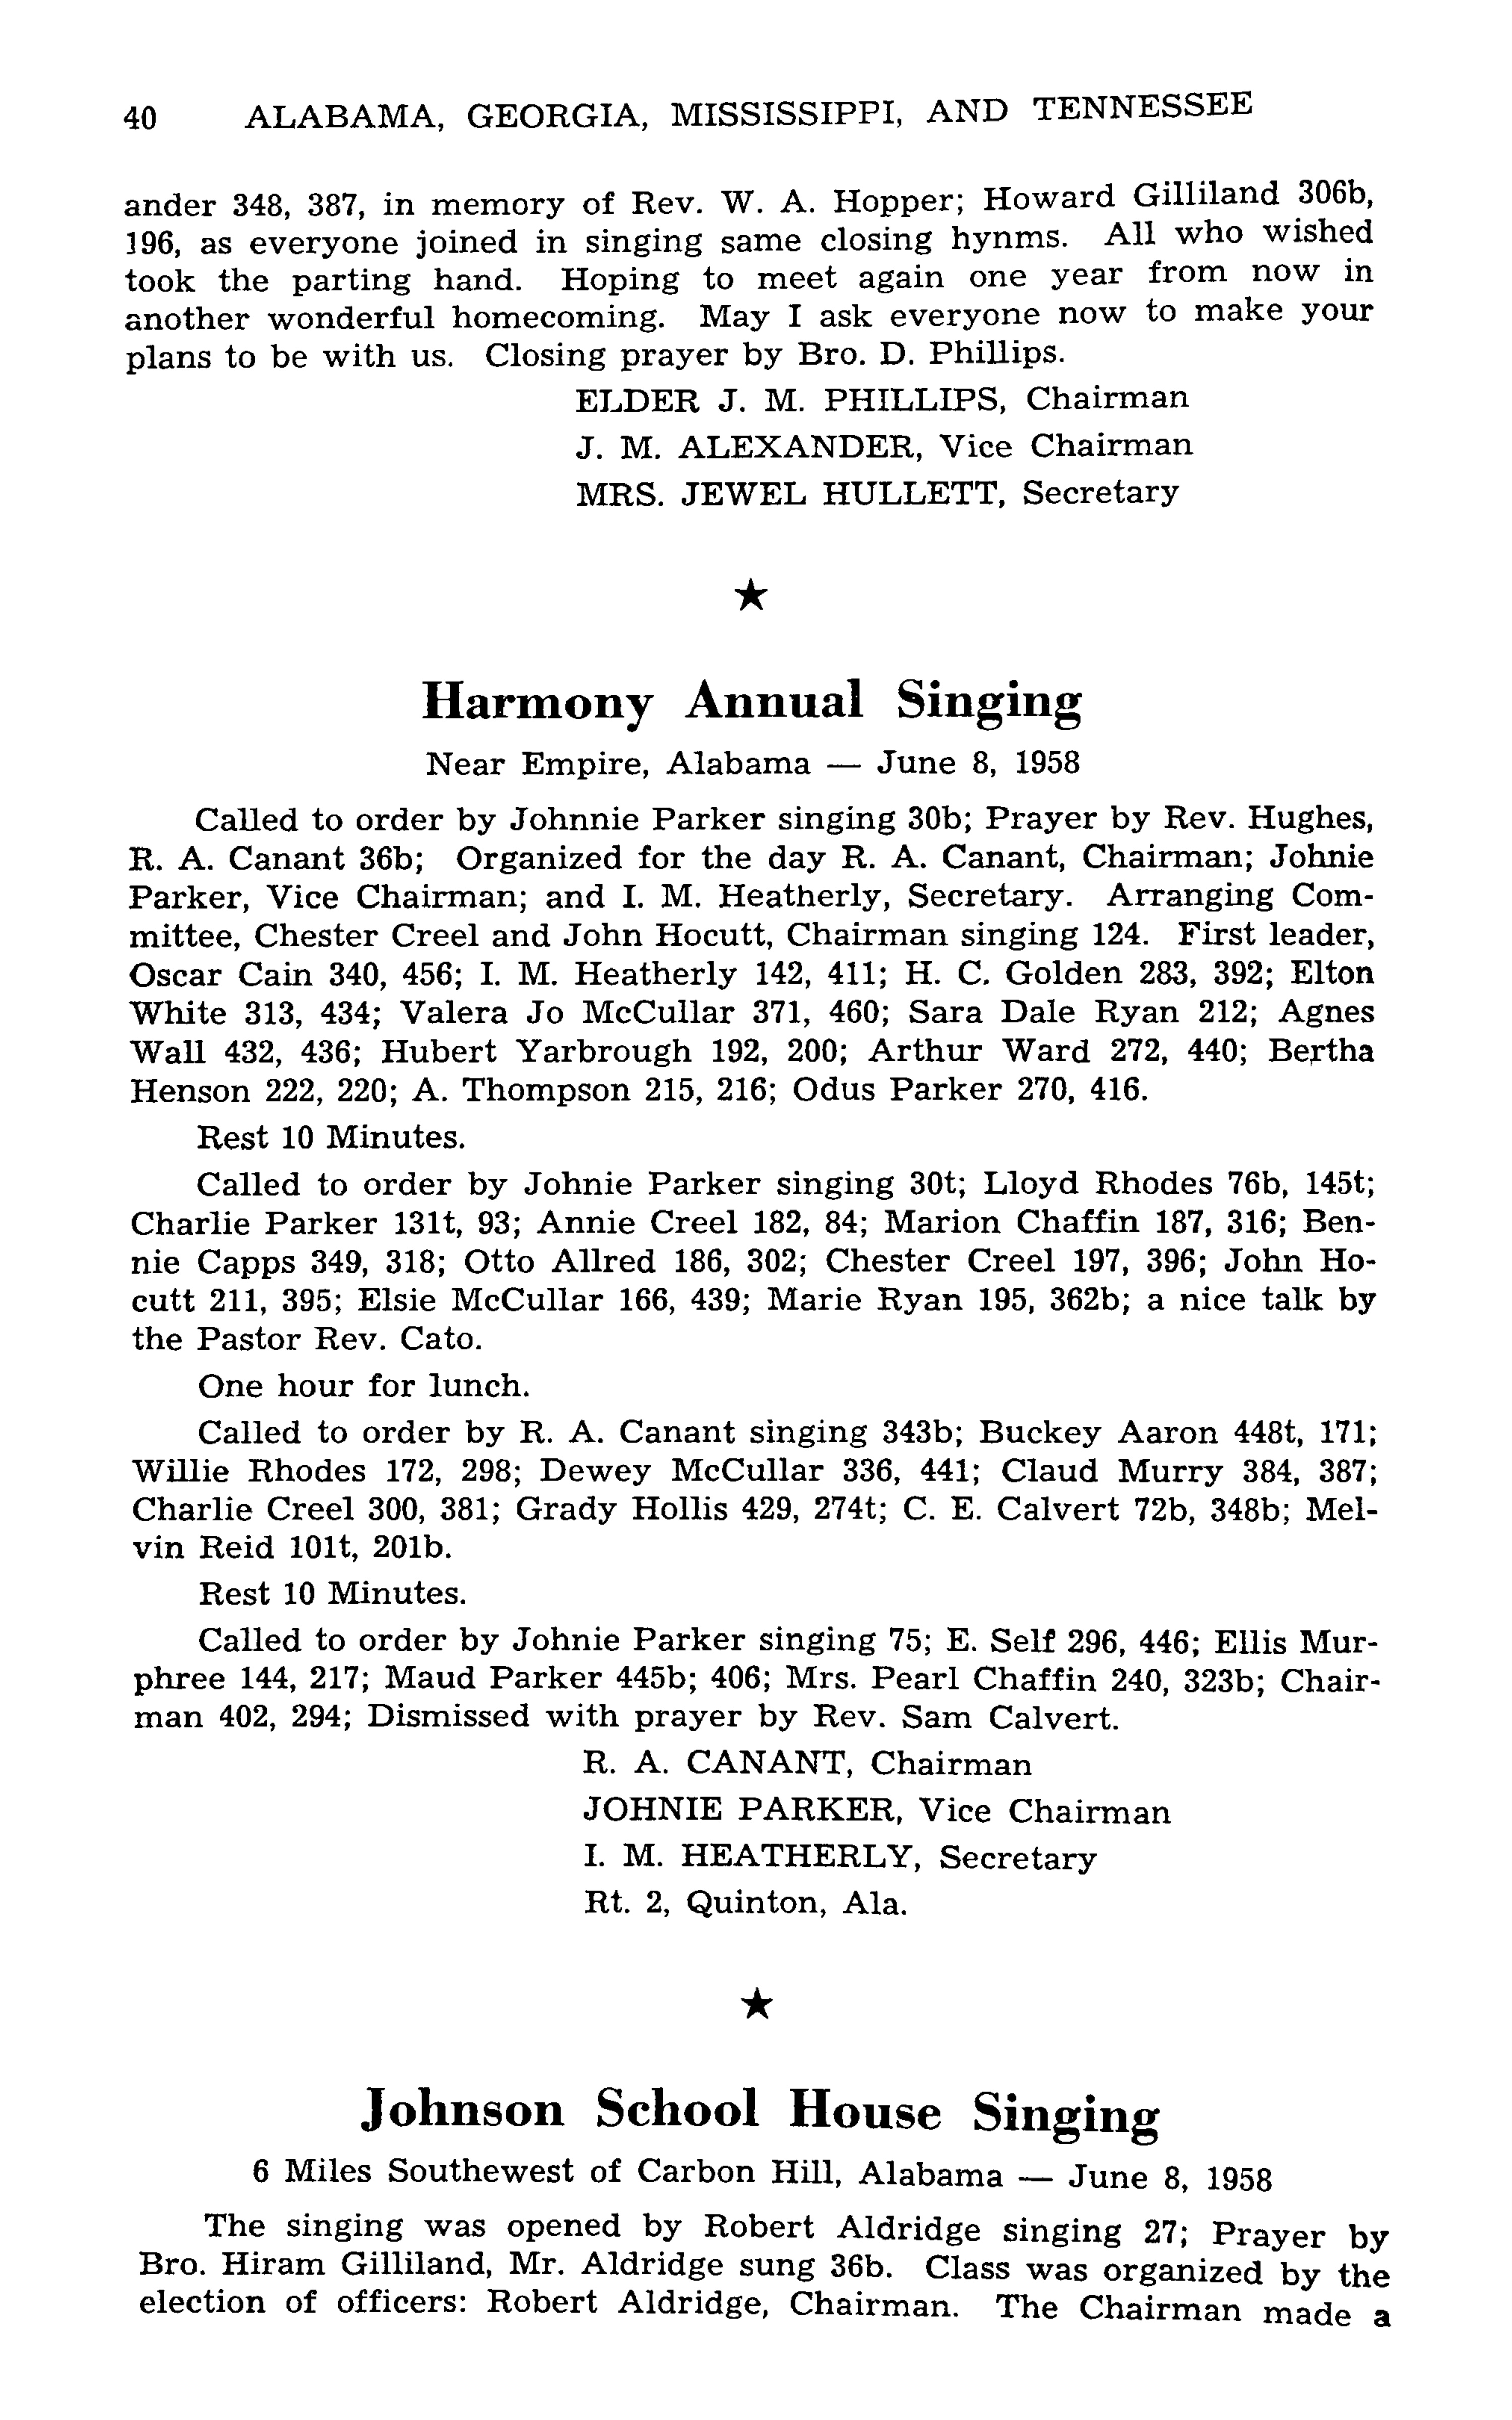 40 ALABAMA, GEORGIA, MISSISSIPPI, AND TENNESSEE
ander 348, 387, in memory of Rev. W. A. Hopper; Howard Gilliland 306b,
196, as everyone joined in singing same closing hynms. All who wished
took the parting hand. Hoping to meet again one year from now in
another wonderful homecoming. May I ask everyone now to make your
plans to be with us. Closing prayer by Bro. D. Phillips.
ELDER J. M. PHILLIPS, Chairman
J. M. ALEXANDER, Vice Chairman
MRS. JEWEL HULLETT, Secretary
★
Harmony Annual Singing
Near Empire, Alabama — June 8, 1958
Called to order by Johnnie Parker singing 30b; Prayer by Rev. Hughes,
R. A. Canant 36b; Organized for the day R. A. Canant, Chairman; Johnie
Parker, Vice Chairman; and I. M. Heatherly, Secretary. Arranging Com-
mittee, Chester Creel and John Hocutt, Chairman singing 124. First leader,
Oscar Cain 340, 456; I. M. Heatherly 142, 411; H. C. Golden 283, 392; Elton
White 313, 434; Valera Jo McCullar 371, 460; Sara Dale Ryan 212; Agnes
Wall 432, 436; Hubert Yarbrough 192, 200; Arthur Ward 272, 440; Bertha
Henson 222, 220; A. Thompson 215, 216; Odus Parker 270, 416.
Rest 10 Minutes.
Called to order by Johnie Parker singing 30t; Lloyd Rhodes 76b, 145t;
Charlie Parker 131t, 93; Annie Creel 182, 84; Marion Chaffin 187, 316; Ben-
nie Capps 349, 318; Otto Allred 186, 302; Chester Creel 197, 396; John Ho-
cutt 211, 395; Elsie McCullar 166, 439; Marie Ryan 195, 362b; a nice talk by
the Pastor Rev. Cato.
One hour for lunch.
Called to order by R. A. Canant singing 343b; Buckey Aaron 448t, 171;
Willie Rhodes 172, 298; Dewey McCullar 336, 441; Claud Murry 384, 387;
Charlie Creel 300, 381; Grady Hollis 429, 274t; C. E. Calvert 72b, 348b; Mel-
vin Reid 101t, 201b.
Rest 10 Minutes.
Called to order by Johnie Parker singing 75; E. Self 296, 446; Ellis Mur-
phree 144, 217; Maud Parker 445b; 406; Mrs. Pearl Chaffin 240, 323b; Chair-
man 402, 294; Dismissed with prayer by Rev. Sam Calvert.
R. A. CANANT, Chairman
JOHNIE PARKER, Vice Chairman
I. M. HEATHERLY, Secretary
Rt. 2, Quinton, Ala.
★
Johnson School House Singing
6 Miles Southewest of Carbon Hill, Alabama — June 8, 1958
The singing was opened by Robert Aldridge singing 27; Prayer by
Bro. Hiram Gilliland, Mr. Aldridge sung 36b. Class was organized by the
election of officers: Robert Aldridge, Chairman. The Chairman made a